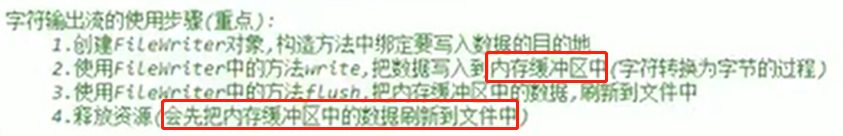 字符输出流的使用步骤(重点):
1.创建FileWriter对象,构造方法中绑定要写入数据的目的地
2.使用FileWriter中的方法write,把数据写入到内存缓冲区中(字符转换为字节的过程)
3.使用FileWriter中的方法flush,把内存缓冲区中的数据,刷新到文件中
4.释放资源(会先把内存缓冲区中的数据刷新到文件中)